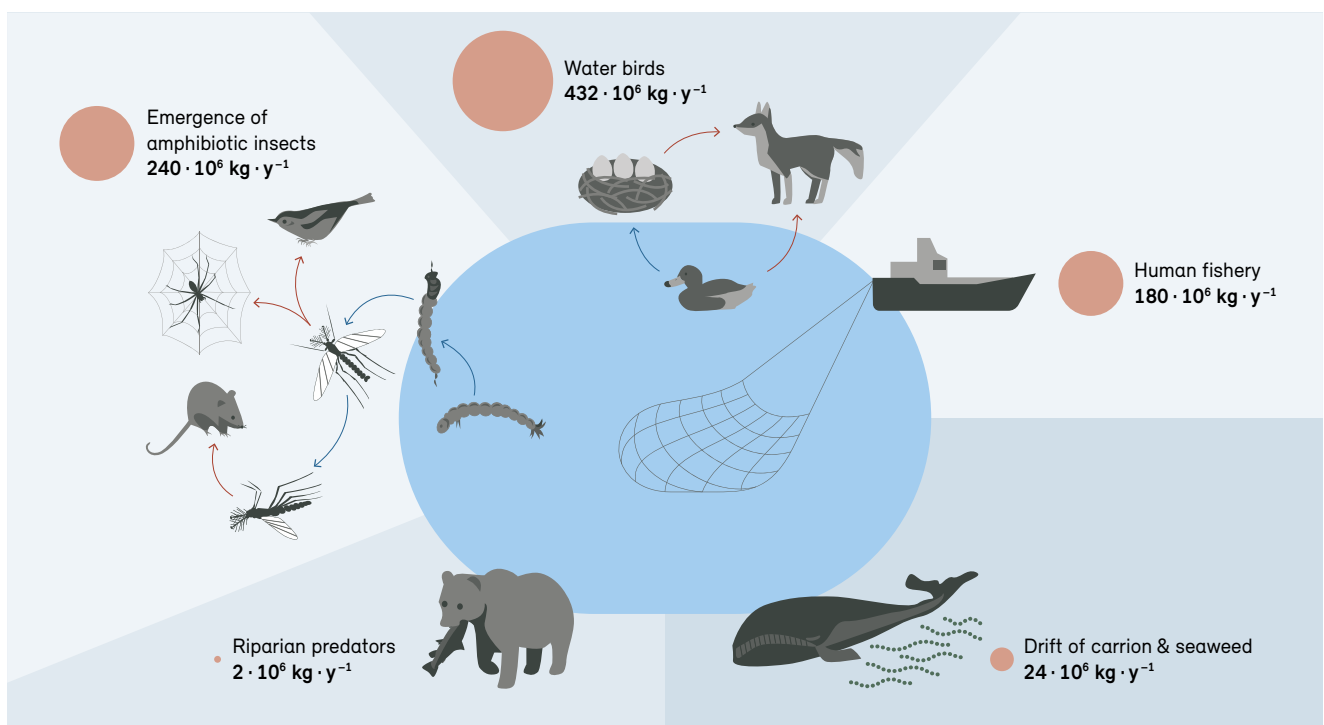 Water birds
432 · 10⁶ kg · y⁻¹
Emergence of
amphibiotic insects
240 · 10⁶ kg · y⁻¹
Human fishery
180 · 10⁶ kg · y⁻¹
Riparian predators
2 · 10⁶ kg · y⁻¹
Drift of carrion & seaweed
24 · 10⁶ kg · y⁻¹